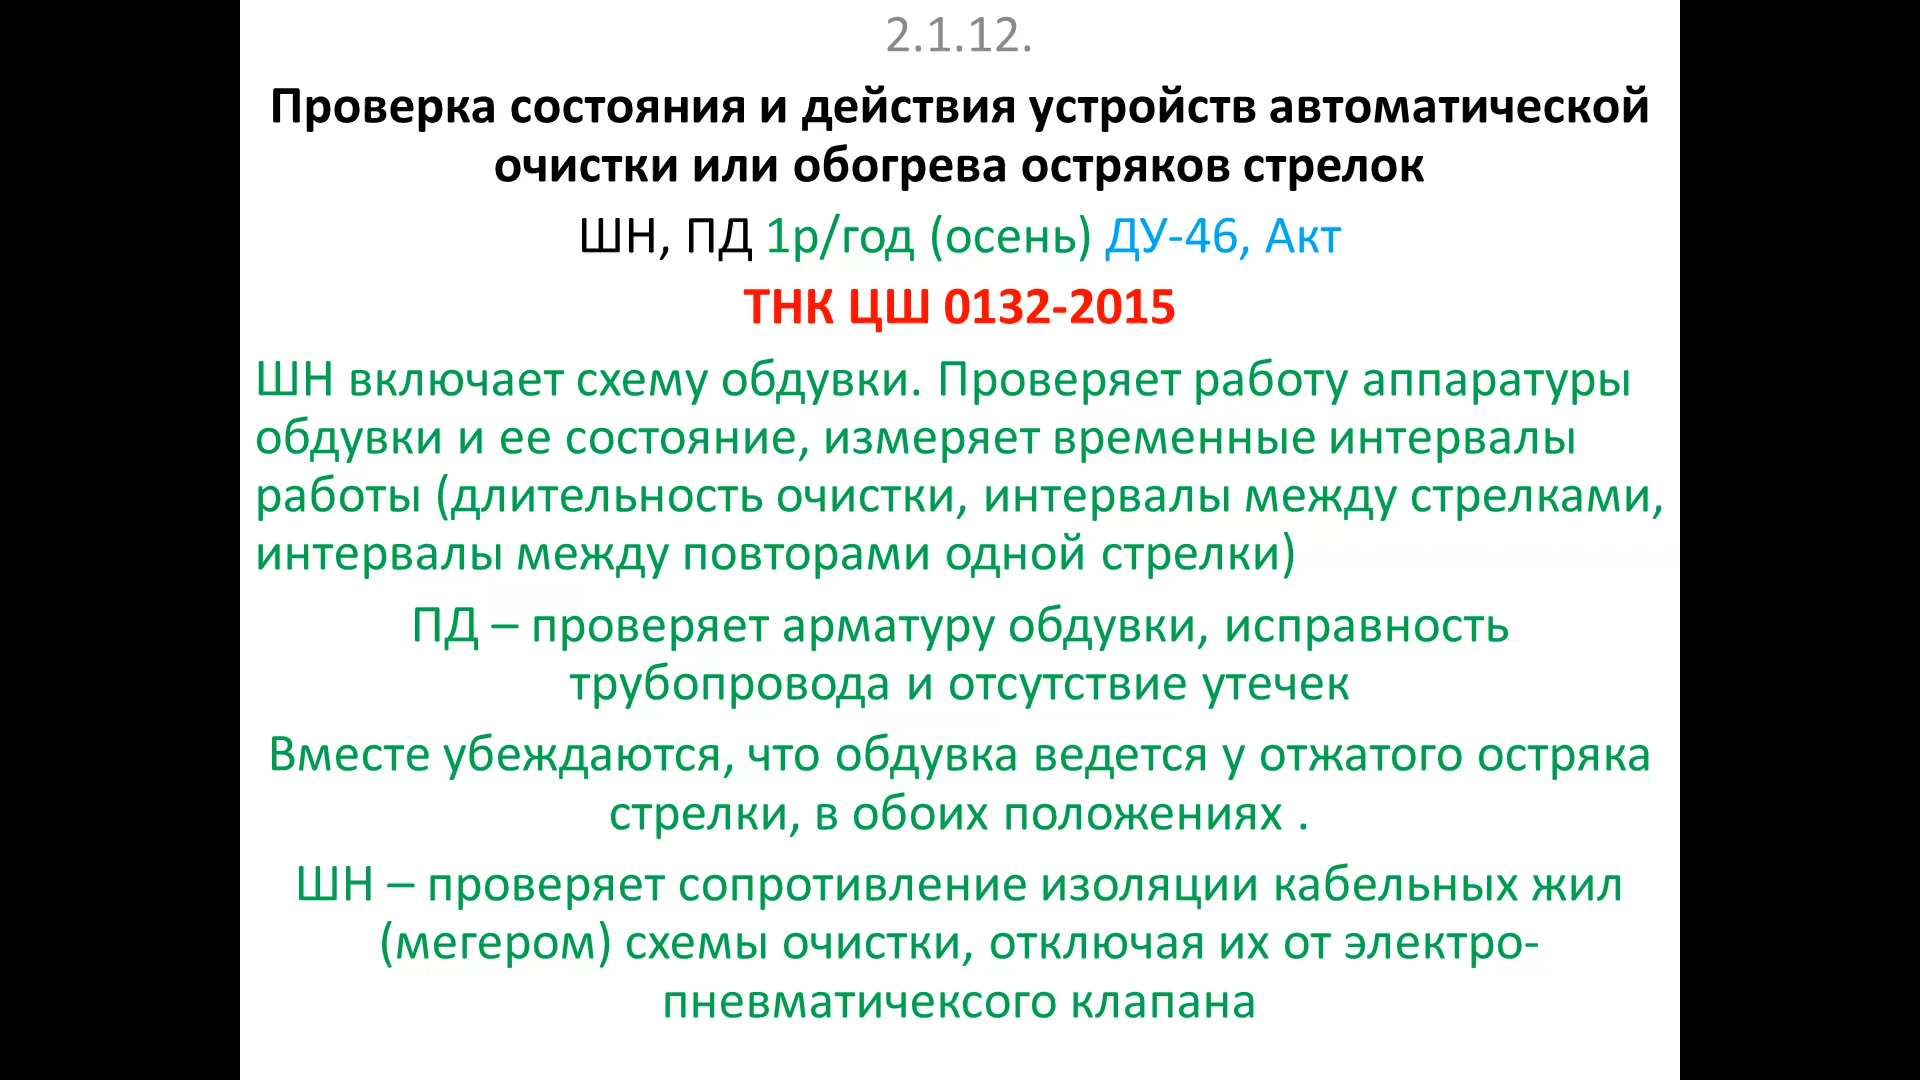 2.1.12.
Проверка состояния и действия устройств автоматической
очистки или обогрева остряков стрелок
ШН, ПД 1р/год (осень) ДУ-46, Акт
ТНК ЦШ 0132-2015
ШН включает схему обдувки. Проверяет работу аппаратуры
обдувки и ее состояние, измеряет временные интервалы
работы (длительность очистки, интервалы между стрелками,
интервалы между повторами одной стрелки)
ПД – проверяет арматуру обдувки, исправность
трубопровода и отсутствие утечек
Вместе убеждаются, что обдувка ведется у отжатого остряка
стрелки, в обоих положениях .
ШН – проверяет сопротивление изоляции кабельных жил
(мегером) схемы очистки, отключая их от электро-
пневматичексого клапана